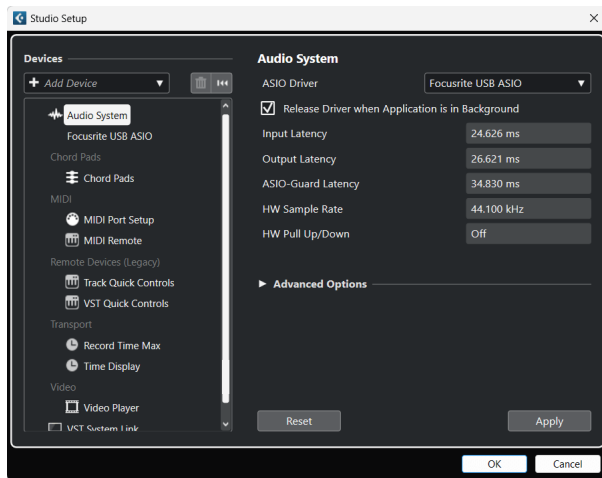 Studio Setup
Devices
Add Device
Audio System
Focusrite USB ASIO
Chord Pads
Chord Pads
MIDI
MIDI Port Setup
MIDI Remote
Remote Devices (Legacy)
Track Quick Controls
VST Quick Controls
Transport
Record Time Max
Time Display
Video
Video Player
VST System Link
Audio System
ASIO Driver Focusrite USB ASIO
Release Driver when Application is in Background
Input Latency 24.626 ms
Output Latency 26.621 ms
ASIO-Guard Latency 34.830 ms
HW Sample Rate 44.100 kHz
HW Pull Up/Down Off
Advanced Options
Reset Apply
OK Cancel